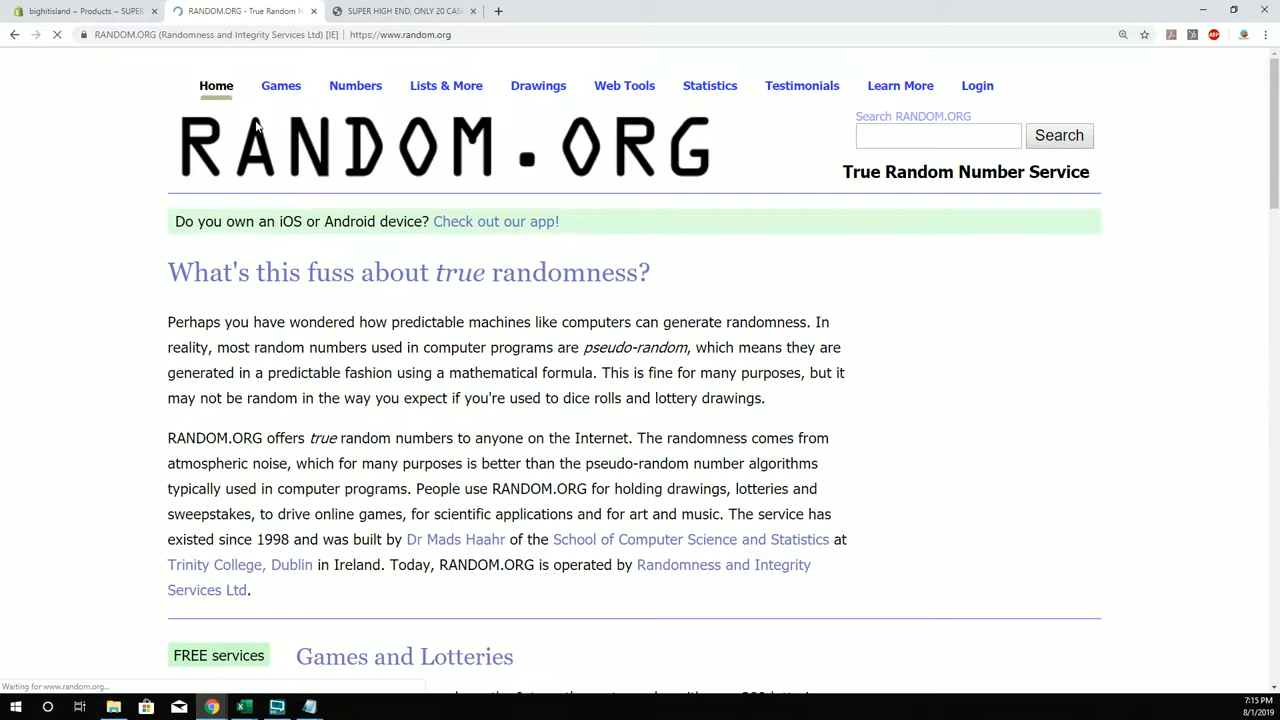 bighitisland ~ Products ~ SUPER
RANDOM.ORG - True Random N
SUPER HIGH END, ONLY 20 CASE
RANDOM.ORG (Randomness and Integrity Services Ltd) [IE] | https://www.random.org
Home Games Numbers Lists & More Drawings Web Tools Statistics Testimonials Learn More Login
RANDOM.ORG
Search RANDOM.ORG
Search
True Random Number Service
Do you own an iOS or Android device? Check out our app!
What's this fuss about true randomness?
Perhaps you have wondered how predictable machines like computers can generate randomness. In
reality, most random numbers used in computer programs are pseudo-random, which means they are
generated in a predictable fashion using a mathematical formula. This is fine for many purposes, but it
may not be random in the way you expect if you're used to dice rolls and lottery drawings.
RANDOM.ORG offers true random numbers to anyone on the Internet. The randomness comes from
atmospheric noise, which for many purposes is better than the pseudo-random number algorithms
typically used in computer programs. People use RANDOM.ORG for holding drawings, lotteries and
sweepstakes, to drive online games, for scientific applications and for art and music. The service has
existed since 1998 and was built by Dr Mads Haahr of the School of Computer Science and Statistics at
Trinity College, Dublin in Ireland. Today, RANDOM.ORG is operated by Randomness and Integrity
Services Ltd.
FREE services
Games and Lotteries
Waiting for www.random.org...
7:15 PM
8/1/2019